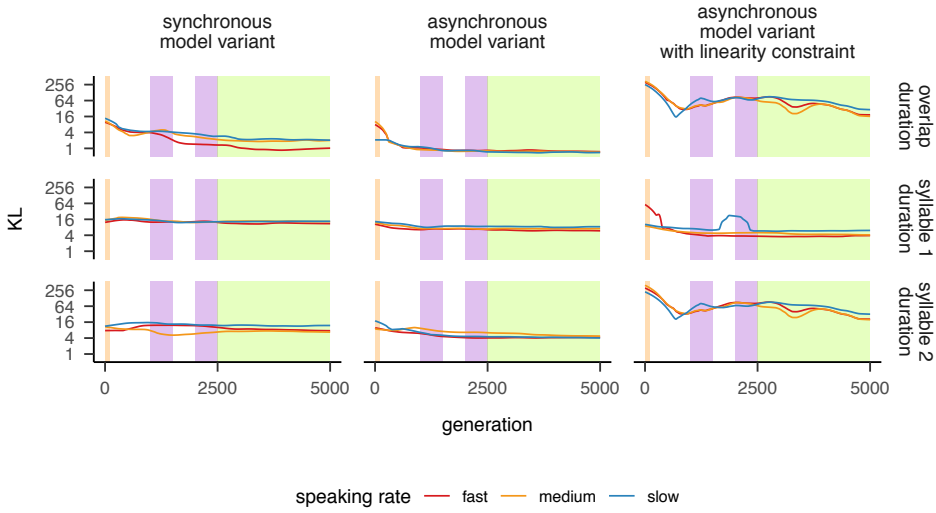 synchronous
model variant
asynchronous
model variant
asynchronous
model variant
with linearity constraint
KL
256
64
16
4
1
overlap
duration
256
64
16
4
1
syllable 1
duration
256
64
16
4
1
syllable 2
duration
0
2500
5000
0
2500
5000
0
2500
5000
generation
speaking rate
fast
medium
slow